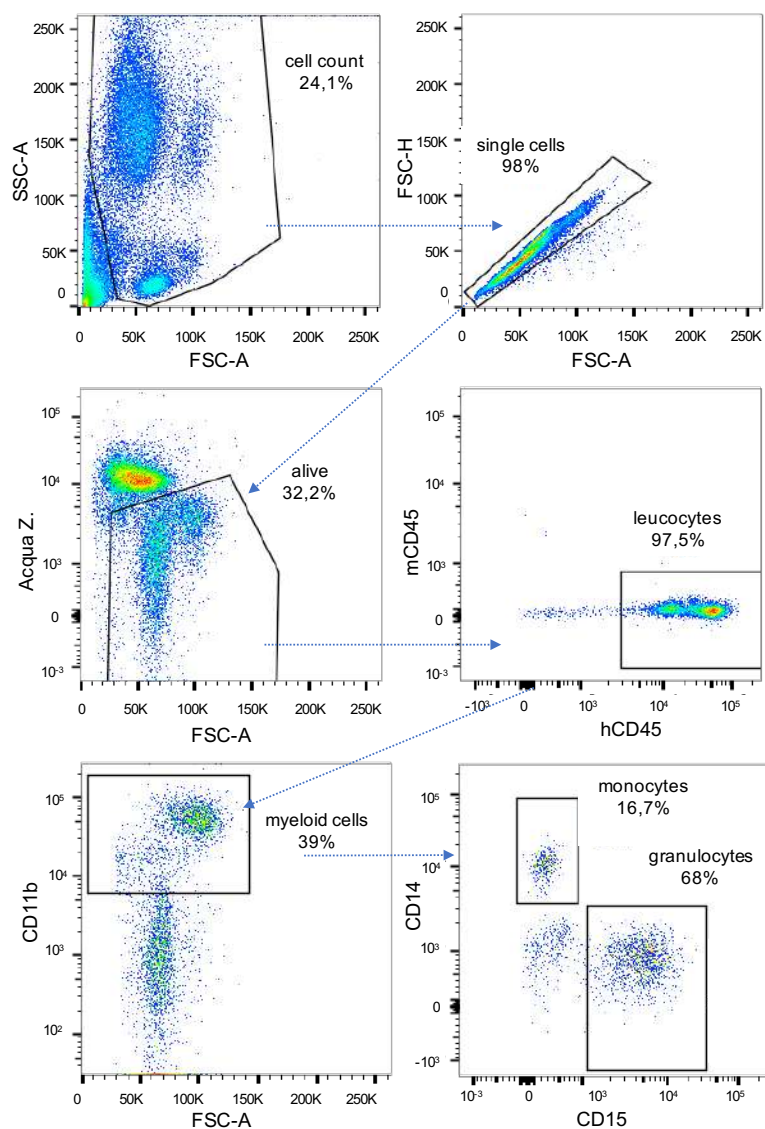 SSC-A
250K
200K
150K
100K
50K
0
cell count
24,1%
0 50K 100K 150K 200K 250K
FSC-A
FSC-H
250K
200K
150K
100K
50K
0
single cells
98%
0 50K 100K 150K 200K 250K
FSC-A
Acqua Z.
10⁵
10⁴
10³
0
10⁻³
alive
32,2%
0 50K 100K 150K 200K 250K
FSC-A
mCD45
10⁵
10⁴
10³
0
10⁻³
leucocytes
97,5%
-10³ 0 10³ 10⁴ 10⁵
hCD45
CD11b
10⁵
10⁴
10³
10²
myeloid cells
39%
0 50K 100K 150K 200K 250K
FSC-A
CD14
10⁵
10⁴
10³
0
-10³
monocytes
16,7%
granulocytes
68%
10⁻³ 0 10³ 10⁴ 10⁵
CD15